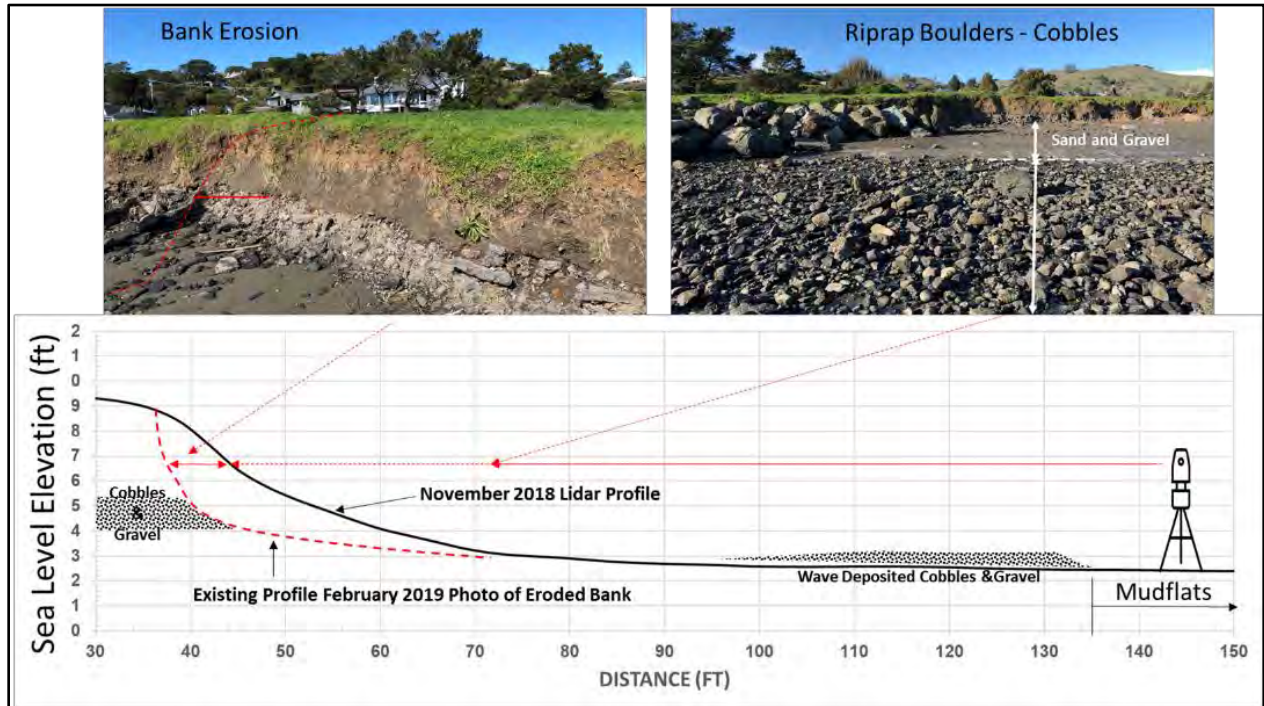 Bank Erosion
Riprap Boulders - Cobbles
Sand and Gravel
Sea Level Elevation (ft)
2
1
0
9
8
7
6
5
4
3
2
1
0
Cobbles
&
Gravel
November 2018 Lidar Profile
Existing Profile February 2019 Photo of Eroded Bank
Wave Deposited Cobbles &Gravel
Mudflats
30 40 50 60 70 80 90 100 110 120 130 140 150
DISTANCE (FT)